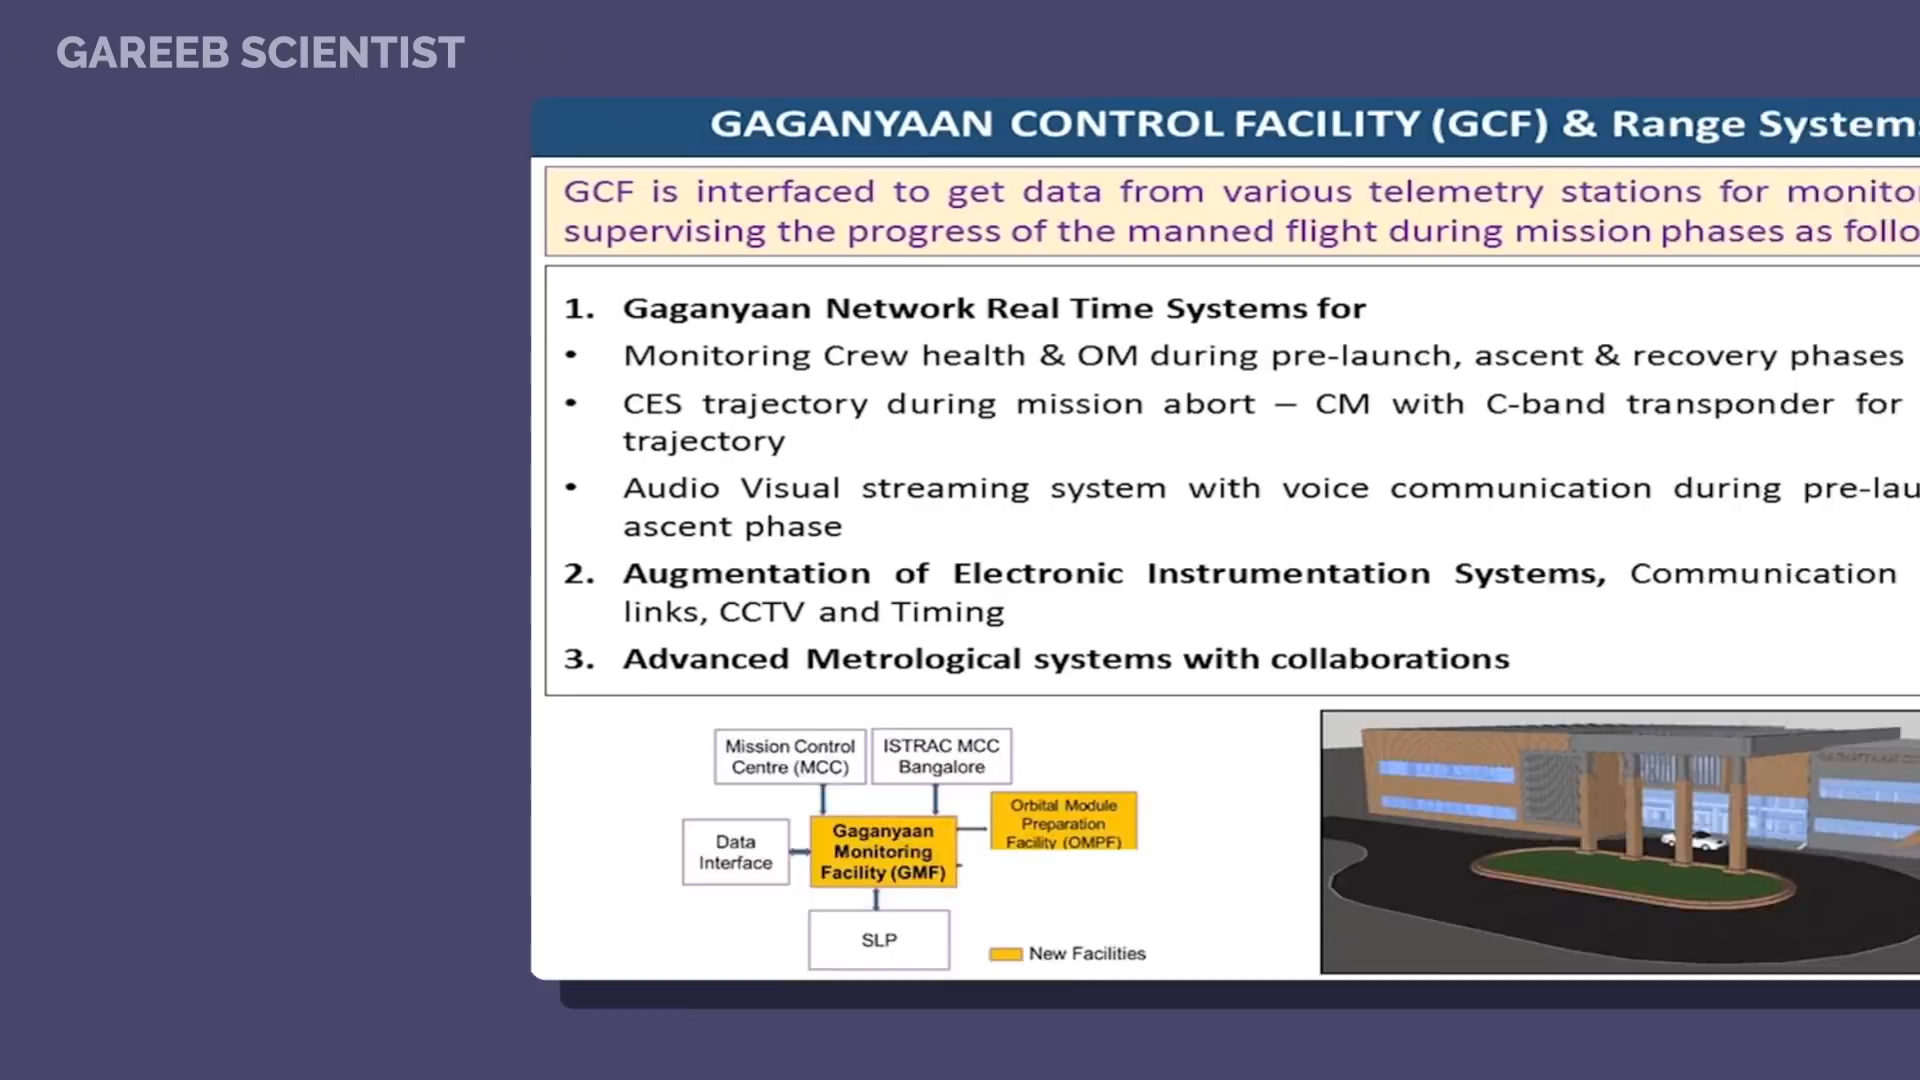 GAREEB SCIENTIST
GAGANYAAN CONTROL FACILITY (GCF) & Range System
GCF is interfaced to get data from various telemetry stations for
supervising the progress of the manned flight during mission phases as
1. Gaganyaan Network Real Time Systems for
• Monitoring Crew health & OM during pre-launch, ascent & recovery phases
• CES trajectory during mission abort – CM with C-band transponder for
trajectory
• Audio Visual streaming system with voice communication during
ascent phase
2. Augmentation of Electronic Instrumentation Systems, Communication
links, CCTV and Timing
3. Advanced Metrological systems with collaborations
Mission Control
Centre (MCC)
ISTRAC MCC
Bangalore
Orbital Module
Preparation
Facility (OMPF)
Data
Interface
Gaganyaan
Monitoring
Facility (GMF)
SLP
New Facilities